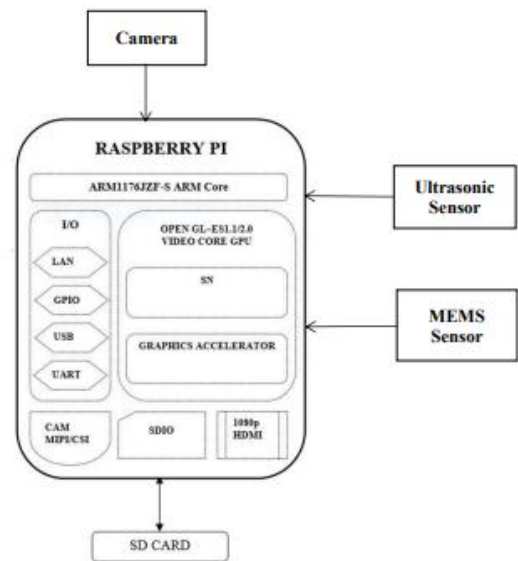 Camera
RASPBERRY PI
ARM1176JZF-S ARM Core
I/O
LAN
GPIO
USB
UART
OPEN GL-ES1.1/2.0
VIDEO CORE GPU
SN
GRAPHICS ACCELERATOR
CAM
MIPI/CSI
SDIO
1080p
HDMI
Ultrasonic
Sensor
MEMS
Sensor
SD CARD